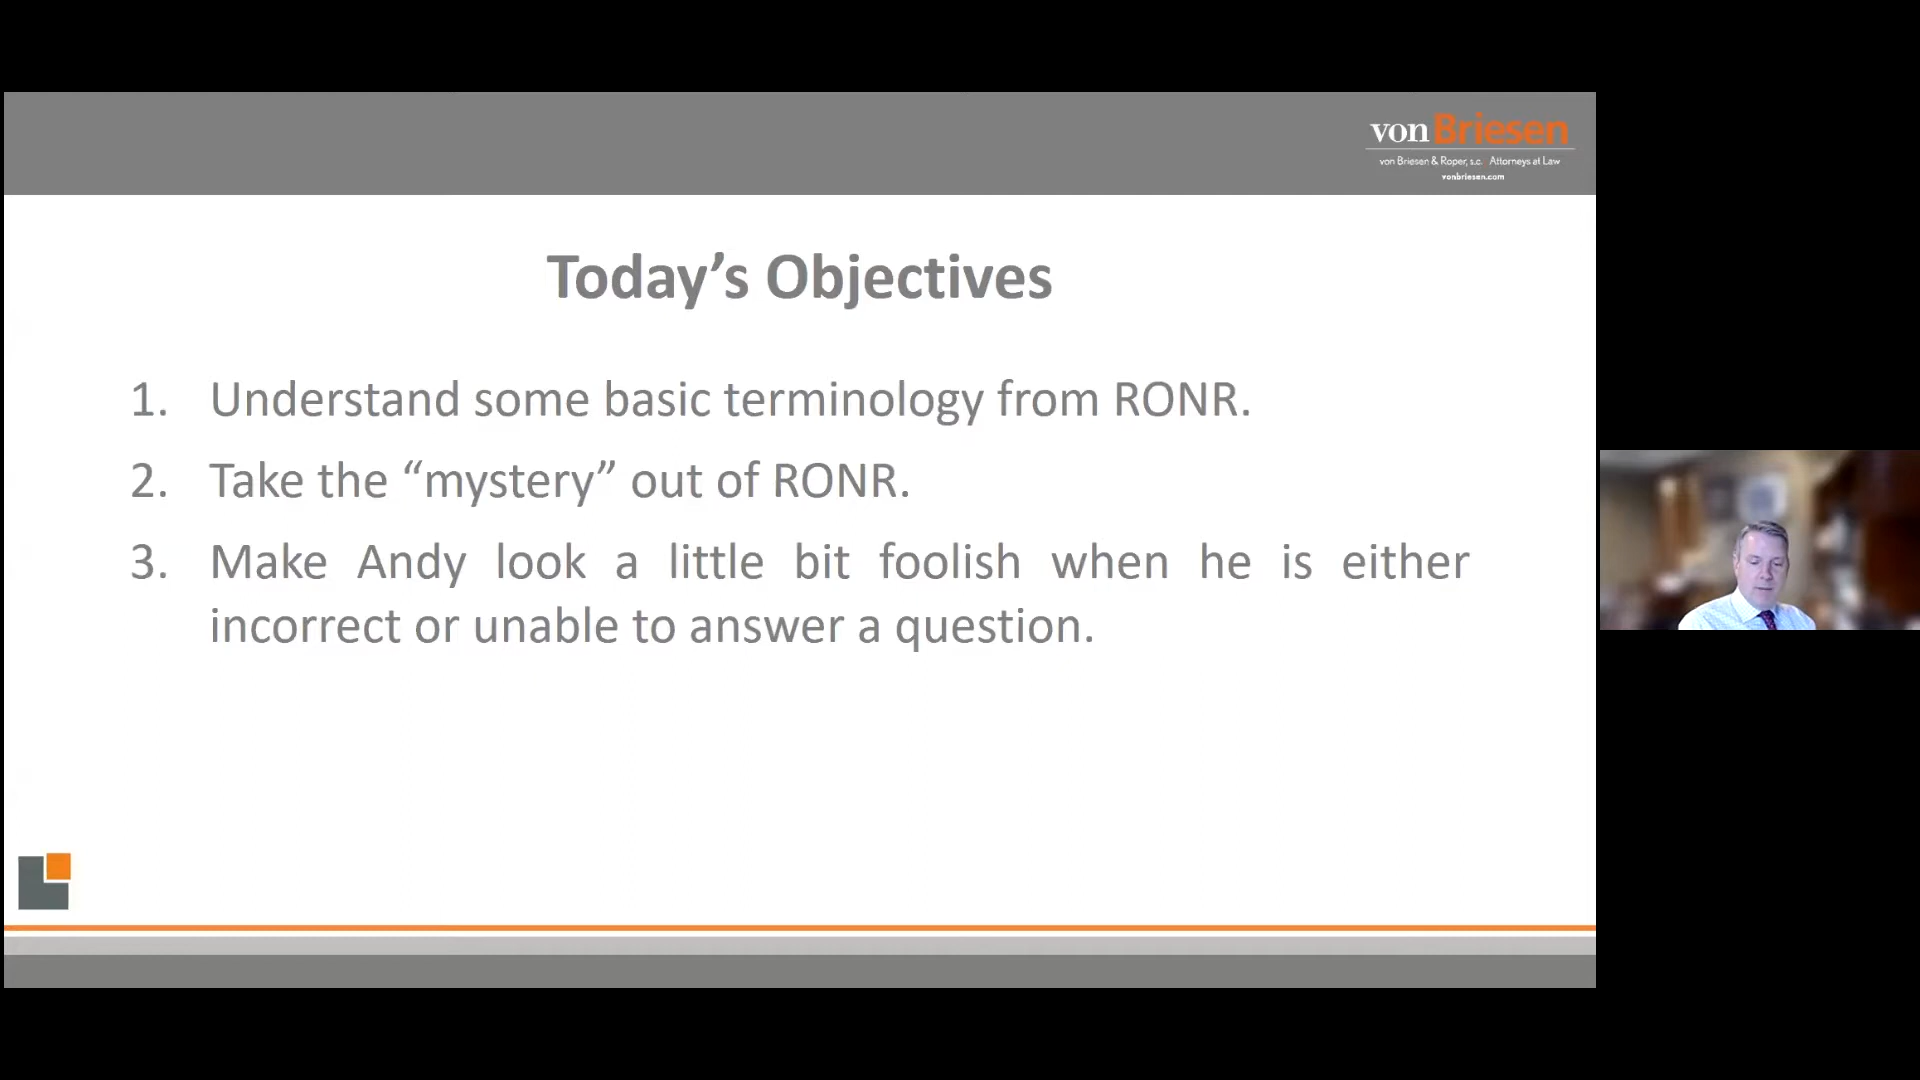 von Briesen
von Briesen & Roper, s.c. Attorneys at Law
vonbriesen.com
Today’s Objectives
1. Understand some basic terminology from RONR.
2. Take the “mystery” out of RONR.
3. Make Andy look a little bit foolish when he is either
incorrect or unable to answer a question.